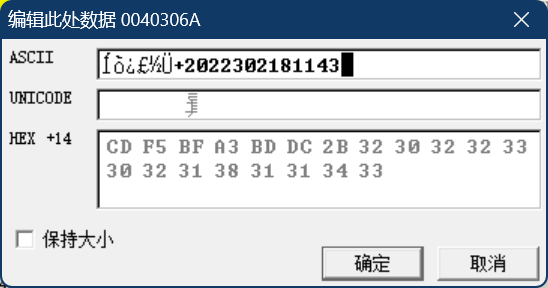 编辑此处数据 0040306A
ASCII
Íõ¿£½Ü+2022302181143
UNICODE
HEX +14
CD F5 BF A3 BD DC 2B 32 30 32 32 33
30 32 31 38 31 31 34 33
保持大小
确定
取消